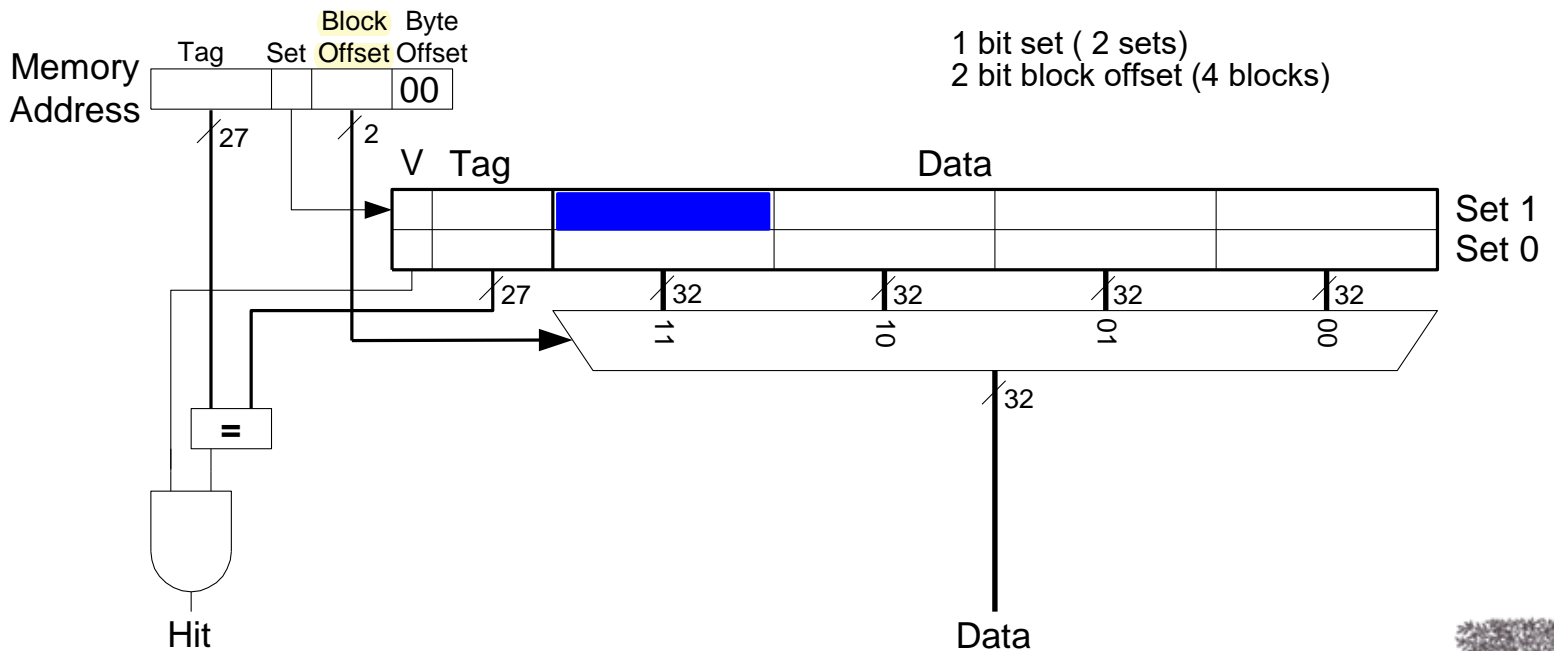 Block Byte
Tag Set Offset Offset
Memory
Address
00
1 bit set ( 2 sets)
2 bit block offset (4 blocks)
27
2
V Tag Data
Set 1
Set 0
27 32 32 32 32
11 10 01 00
32
=
Hit
Data